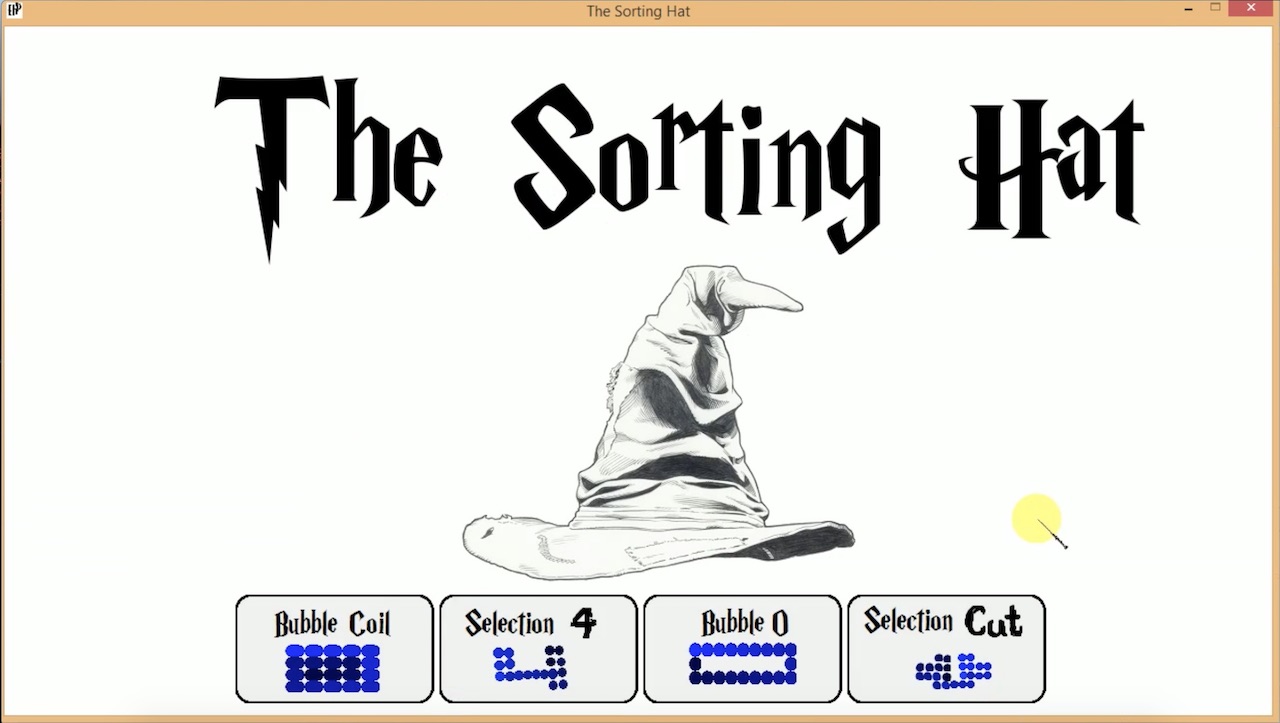 The Sorting Hat
The Sorting Hat
Bubble Coil
Selection 4
Bubble O
Selection Cut